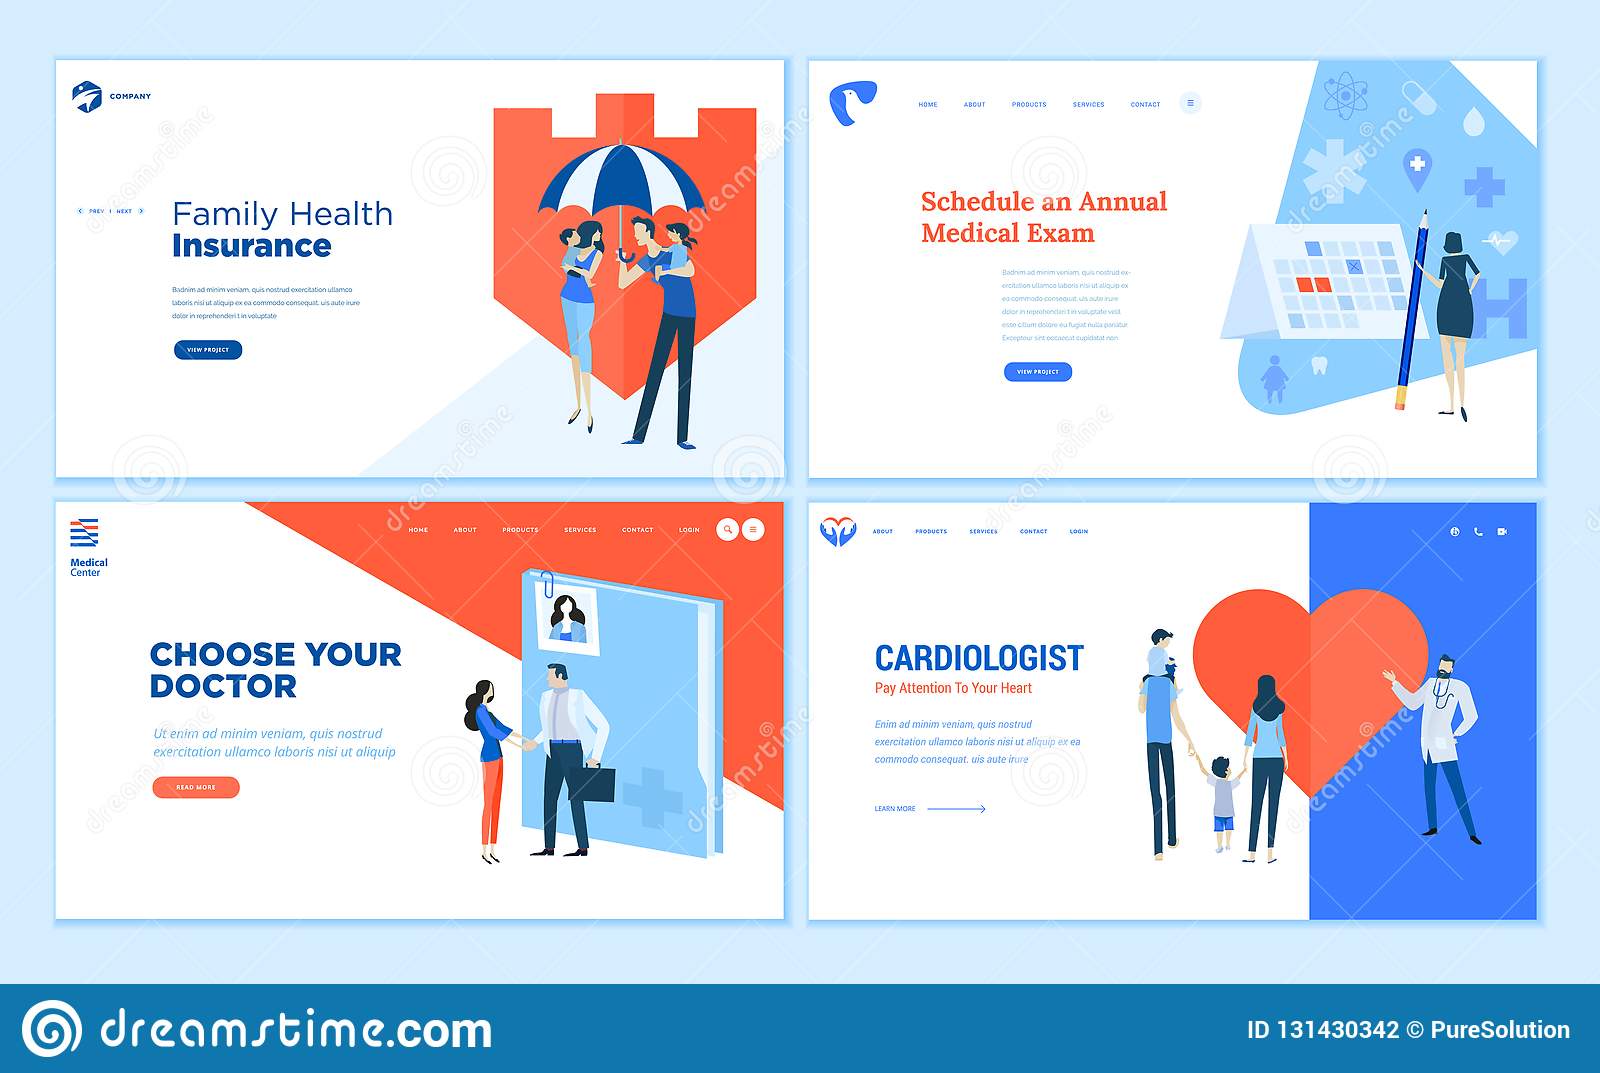 COMPANY
PREV | NEXT
Family Health
Insurance
Badnim ad minim veniam, quis nostrud exercitation ullamco
laboris nisi ut aliquip ex ea commodo consequat. uis aute irure
dolor in reprehenderi t in voluptate
VIEW PROJECT
HOME ABOUT PRODUCTS SERVICES CONTACT
Schedule an Annual
Medical Exam
Badnim ad minim veniam, quis nostrud ex-
ercitation ullamco laboris nisi ut aliquip ex
ea commodo consequat. uis aute irure
dolor in reprehenderit in voluptate velit
esse cillum dolore eu fugiat nulla pariatur.
Excepteur sint occaecat cupidatat non
VIEW PROJECT
H
Medical
Center
HOME ABOUT PRODUCTS SERVICES CONTACT LOGIN
CHOOSE YOUR
DOCTOR
Ut enim ad minim veniam, quis nostrud
exercitation ullamco laboris nisi ut aliquip
READ MORE
ABOUT PRODUCTS SERVICES CONTACT LOGIN
CARDIOLOGIST
Pay Attention To Your Heart
Enim ad minim veniam, quis nostrud
exercitation ullamco laboris nisi ut aliquip ex ea
commodo consequat. uis aute irure
LEARN MORE
dreamstime.com
ID 131430342 © PureSolution